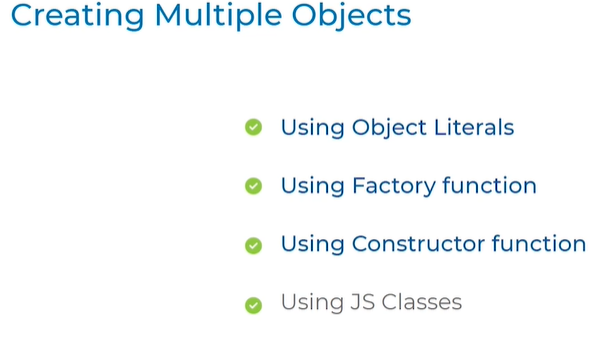 Creating Multiple Objects
Using Object Literals
Using Factory function
Using Constructor function
Using JS Classes